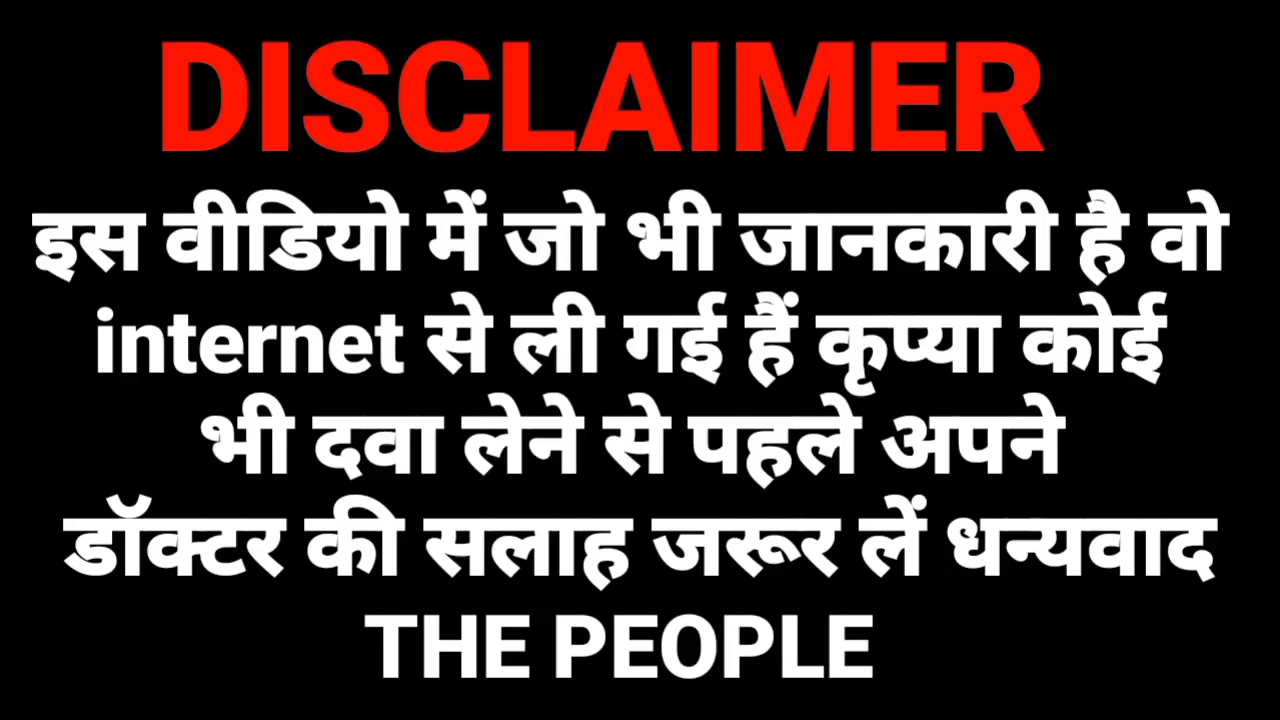 DISCLAIMER
इस वीडियो में जो भी जानकारी है वो
internet से ली गई हैं कृप्या कोई
भी दवा लेने से पहले अपने
डॉक्टर की सलाह जरूर लें धन्यवाद
THE PEOPLE